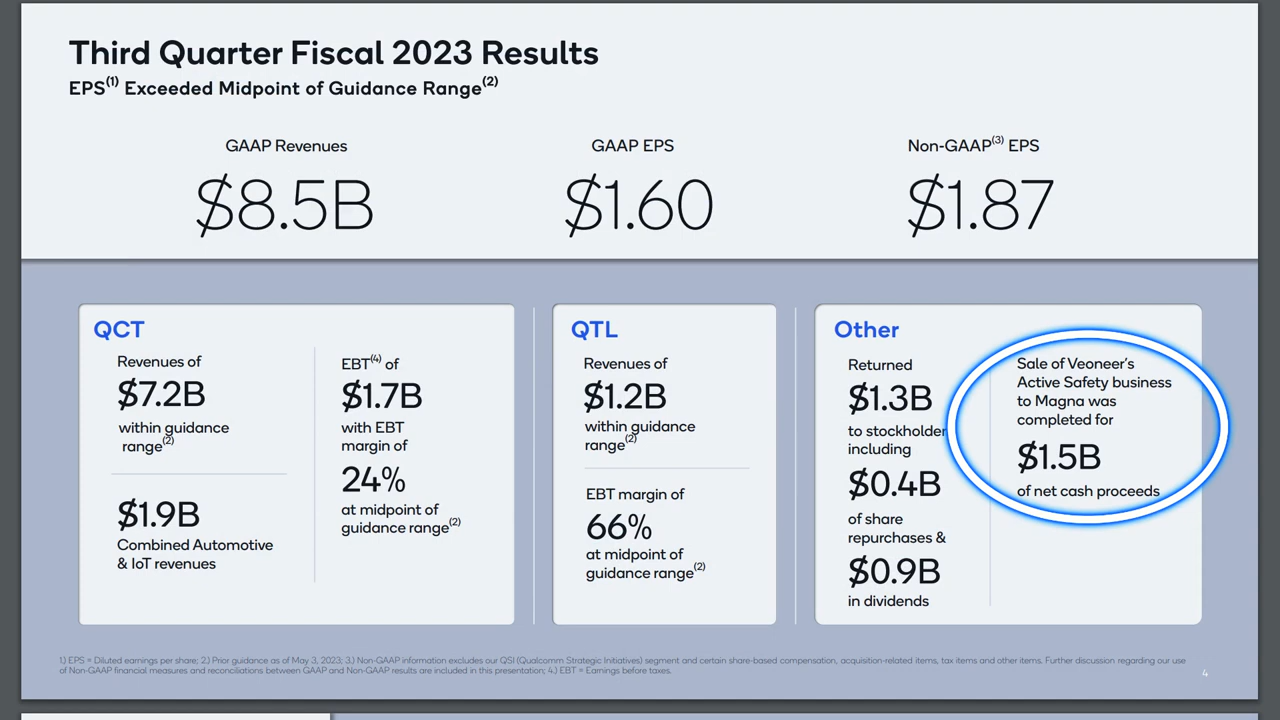 Third Quarter Fiscal 2023 Results
EPS(1) Exceeded Midpoint of Guidance Range(2)
GAAP Revenues
$8.5B
GAAP EPS
$1.60
Non-GAAP(3) EPS
$1.87
QCT
Revenues of
$7.2B
within guidance
range(2)
$1.9B
Combined Automotive
& IoT revenues
EBT(4) of
$1.7B
with EBT
margin of
24%
at midpoint of
guidance range(2)
QTL
Revenues of
$1.2B
within guidance
range(2)
EBT margin of
66%
at midpoint of
guidance range(2)
Other
Returned
$1.3B
to stockholder
including
$0.4B
of share
repurchases &
$0.9B
in dividends
Sale of Veoneer's
Active Safety business
to Magna was
completed for
$1.5B
of net cash proceeds
1.) EPS = Diluted earnings per share; 2.) Prior guidance as of May 3, 2023; 3.) Non-GAAP information excludes our QSI (Qualcomm Strategic Initiatives) segment and certain share-based compensation, acquisition-related items, tax items and other items. Further discussion regarding our use
of Non-GAAP financial measures and reconciliations between GAAP and Non-GAAP results are included in this presentation; 4.) EBT = Earnings before taxes.
4